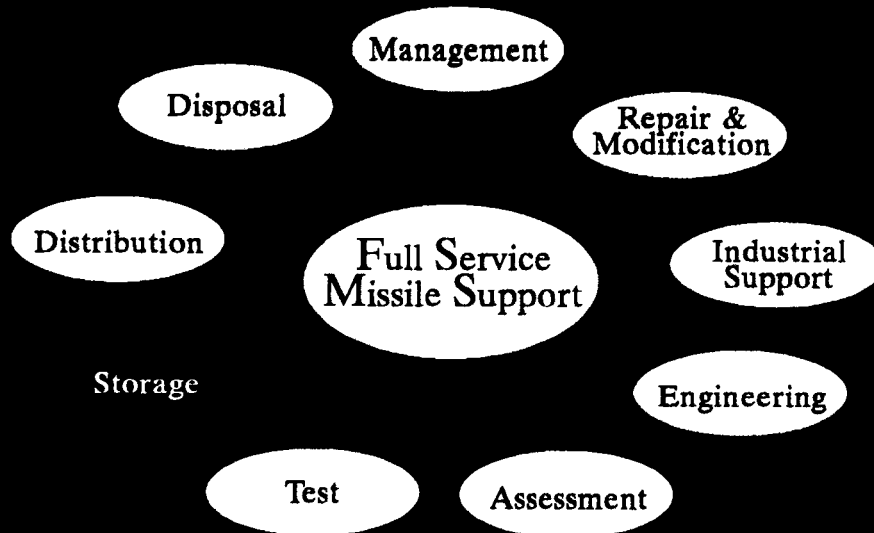 Management
Disposal
Repair &
Modification
Distribution
Full Service
Missile Support
Industrial
Support
Storage
Engineering
Test
Assessment